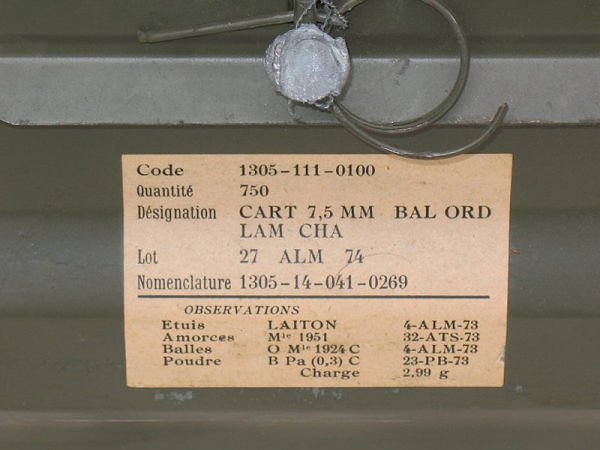 Code 1305-111-0100
Quantité 750
Désignation CART 7,5 MM BAL ORD
LAM CHA
Lot 27 ALM 74
Nomenclature 1305-14-041-0269
OBSERVATIONS
Etuis LAITON 4-ALM-73
Amorces Mle 1951 32-ATS-73
Balles O Mle 1924 C 4-ALM-73
Poudre B Pa (0,3) C 23-PB-73
Charge 2,99 g